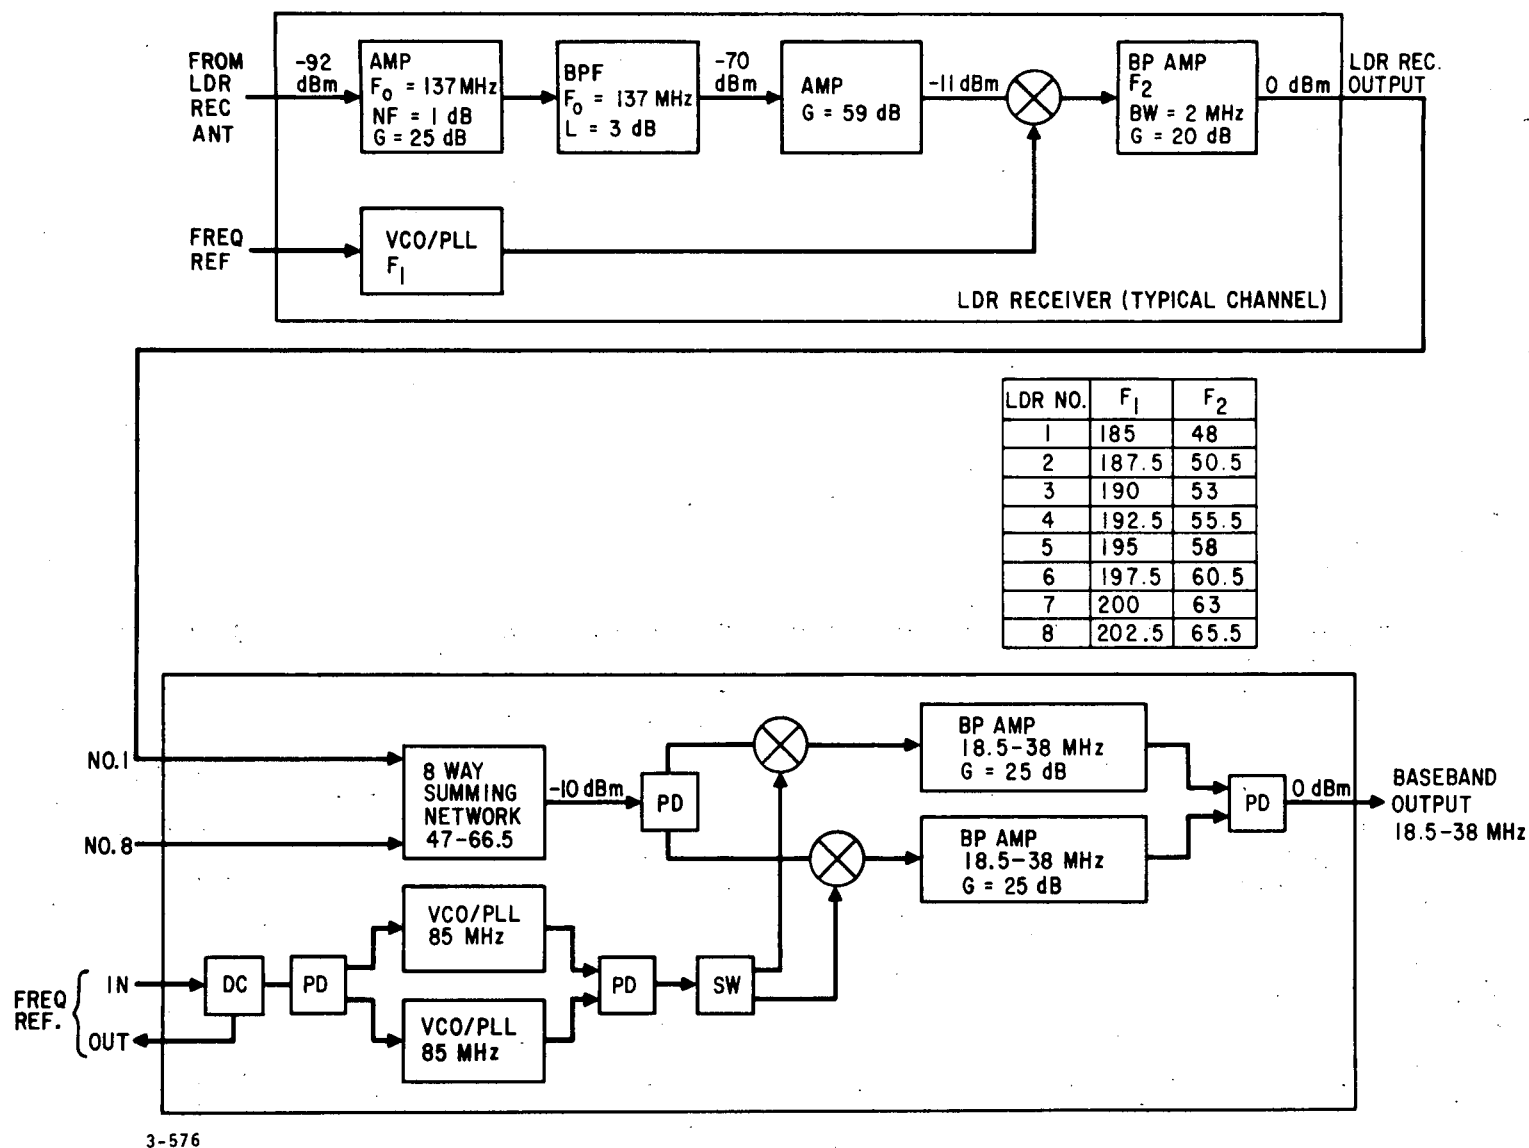 FROM
LDR
REC
ANT
-92
dBm
AMP
F0 = 137 MHz
NF = 1 dB
G = 25 dB
BPF
F0 = 137 MHz
L = 3 dB
-70
dBm
AMP
G = 59 dB
-11 dBm
BP AMP
F2
BW = 2 MHz
G = 20 dB
0 dBm
LDR REC.
OUTPUT
FREQ
REF
VCO/PLL
F1
LDR RECEIVER (TYPICAL CHANNEL)
LDR NO. F1 F2
1 185 48
2 187.5 50.5
3 190 53
4 192.5 55.5
5 195 58
6 197.5 60.5
7 200 63
8 202.5 65.5
NO.1
NO.8
8 WAY
SUMMING
NETWORK
47-66.5
-10 dBm
PD
BP AMP
18.5-38 MHz
G = 25 dB
BP AMP
18.5-38 MHz
G = 25 dB
PD
0 dBm
BASEBAND
OUTPUT
18.5-38 MHz
FREQ
REF.
IN
OUT
DC
PD
VCO/PLL
85 MHz
VCO/PLL
85 MHz
PD
SW
3-576